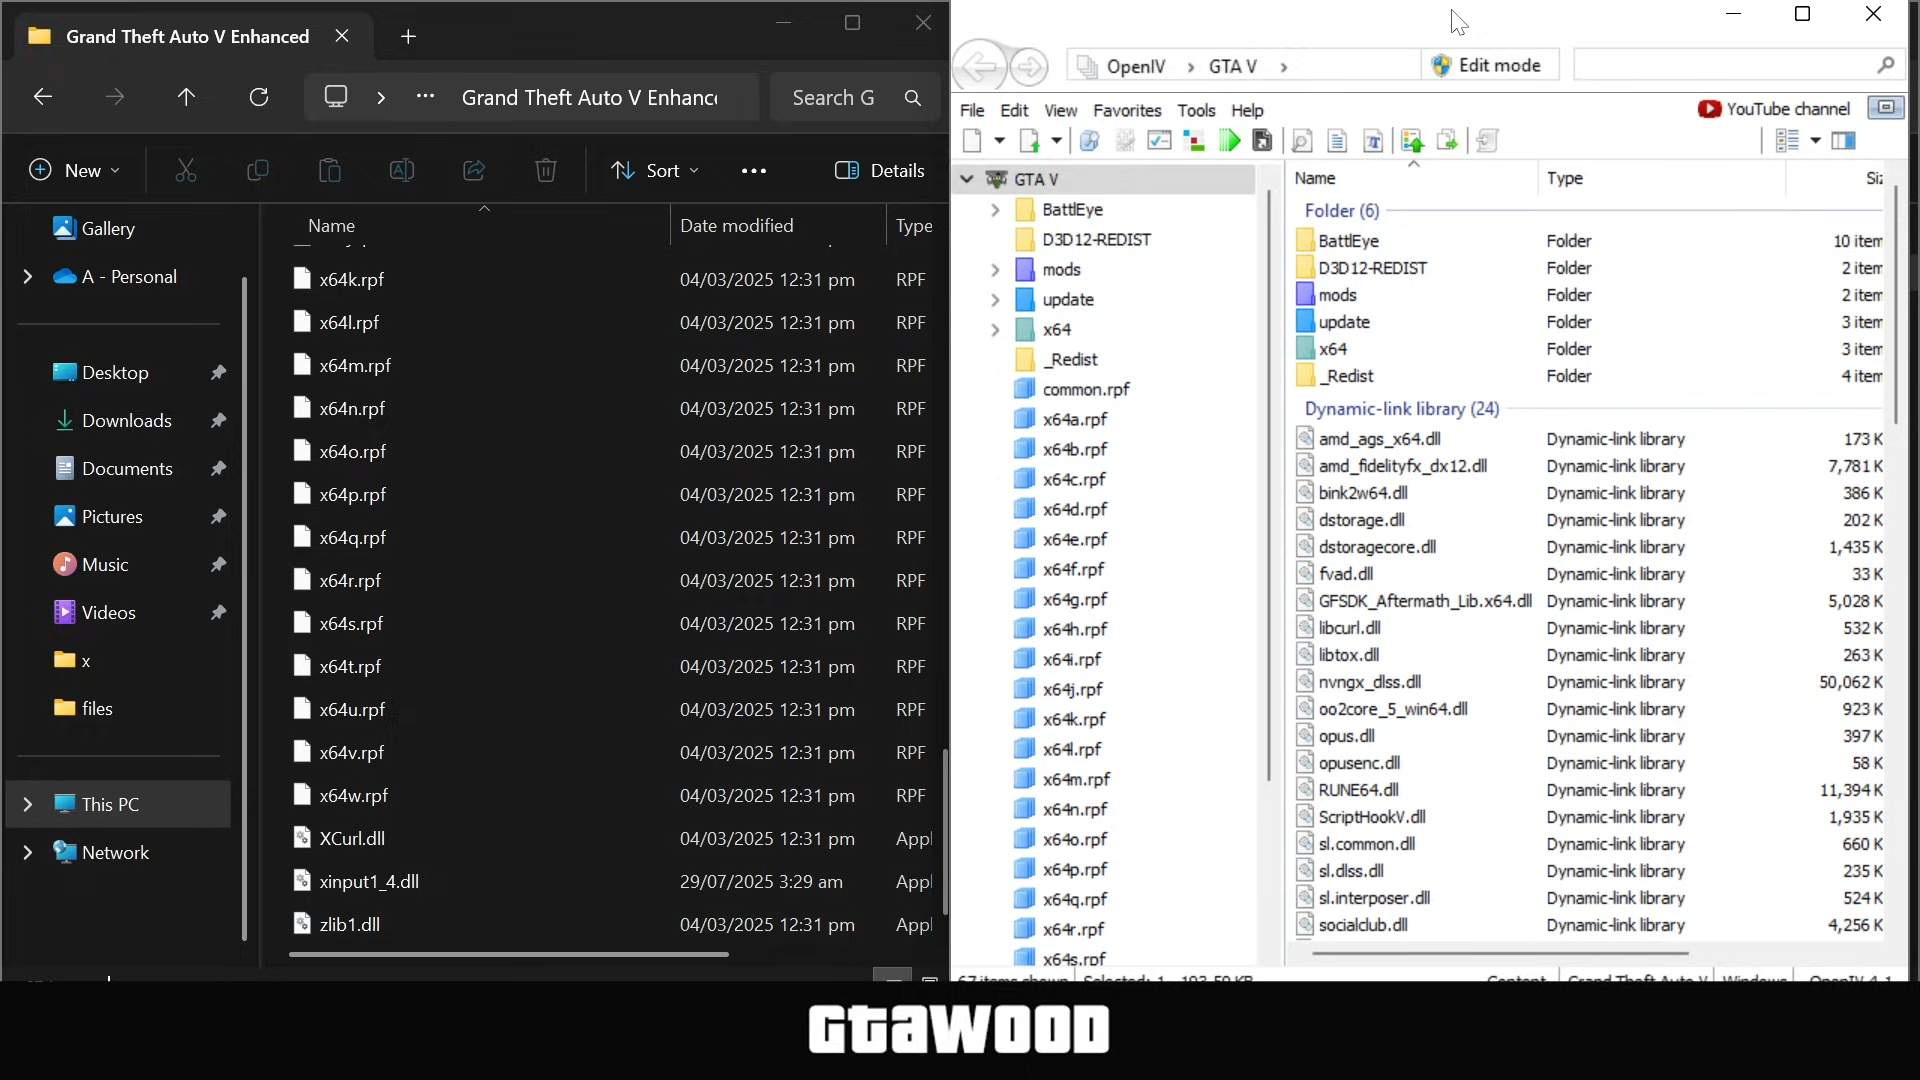 Grand Theft Auto V Enhanced
Grand Theft Auto V Enhanc
Search G
New
Sort
Details
Gallery
A - Personal
Desktop
Downloads
Documents
Pictures
Music
Videos
x
files
This PC
Network
Name Date modified Type
x64k.rpf 04/03/2025 12:31 pm RPF
x64l.rpf 04/03/2025 12:31 pm RPF
x64m.rpf 04/03/2025 12:31 pm RPF
x64n.rpf 04/03/2025 12:31 pm RPF
x64o.rpf 04/03/2025 12:31 pm RPF
x64p.rpf 04/03/2025 12:31 pm RPF
x64q.rpf 04/03/2025 12:31 pm RPF
x64r.rpf 04/03/2025 12:31 pm RPF
x64s.rpf 04/03/2025 12:31 pm RPF
x64t.rpf 04/03/2025 12:31 pm RPF
x64u.rpf 04/03/2025 12:31 pm RPF
x64v.rpf 04/03/2025 12:31 pm RPF
x64w.rpf 04/03/2025 12:31 pm RPF
XCurl.dll 04/03/2025 12:31 pm Appl
xinput1_4.dll 29/07/2025 3:29 am Appl
zlib1.dll 04/03/2025 12:31 pm Appl
OpenIV GTA V
Edit mode
File Edit View Favorites Tools Help
YouTube channel
GTA V
BattlEye
D3D12-REDIST
mods
update
x64
_Redist
common.rpf
x64a.rpf
x64b.rpf
x64c.rpf
x64d.rpf
x64e.rpf
x64f.rpf
x64g.rpf
x64h.rpf
x64i.rpf
x64j.rpf
x64k.rpf
x64l.rpf
x64m.rpf
x64n.rpf
x64o.rpf
x64p.rpf
x64q.rpf
x64r.rpf
x64s.rpf
Name Type Siz
Folder (6)
BattlEye Folder 10 item
D3D12-REDIST Folder 2 item
mods Folder 2 item
update Folder 3 item
x64 Folder 3 item
_Redist Folder 4 item
Dynamic-link library (24)
amd_ags_x64.dll Dynamic-link library 173 K
amd_fidelityfx_dx12.dll Dynamic-link library 7,781 K
bink2w64.dll Dynamic-link library 386 K
dstorage.dll Dynamic-link library 202 K
dstoragecore.dll Dynamic-link library 1,435 K
fvad.dll Dynamic-link library 33 K
GFSDK_Aftermath_Lib.x64.dll Dynamic-link library 5,028 K
libcurl.dll Dynamic-link library 532 K
libtox.dll Dynamic-link library 263 K
nvngx_dlss.dll Dynamic-link library 50,062 K
oo2core_5_win64.dll Dynamic-link library 923 K
opus.dll Dynamic-link library 397 K
opusenc.dll Dynamic-link library 58 K
RUNE64.dll Dynamic-link library 11,394 K
ScriptHookV.dll Dynamic-link library 1,935 K
sl.common.dll Dynamic-link library 660 K
sl.dlss.dll Dynamic-link library 235 K
sl.interposer.dll Dynamic-link library 524 K
socialclub.dll Dynamic-link library 4,256 K
67 items shown Selected: 1 Content Grand Theft Auto V Windows OpenIV 4.1
GtaWOOD